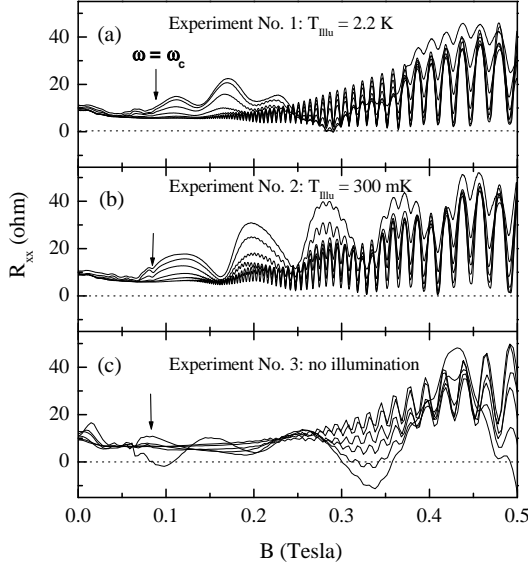 Experiment No. 1: T_Illu = 2.2 K
(a)
ω = ω_c
60
40
20
0
Experiment No. 2: T_Illu = 300 mK
(b)
40
20
0
R_xx (ohm)
Experiment No. 3: no illumination
(c)
40
20
0
0.0 0.1 0.2 0.3 0.4 0.5
B (Tesla)